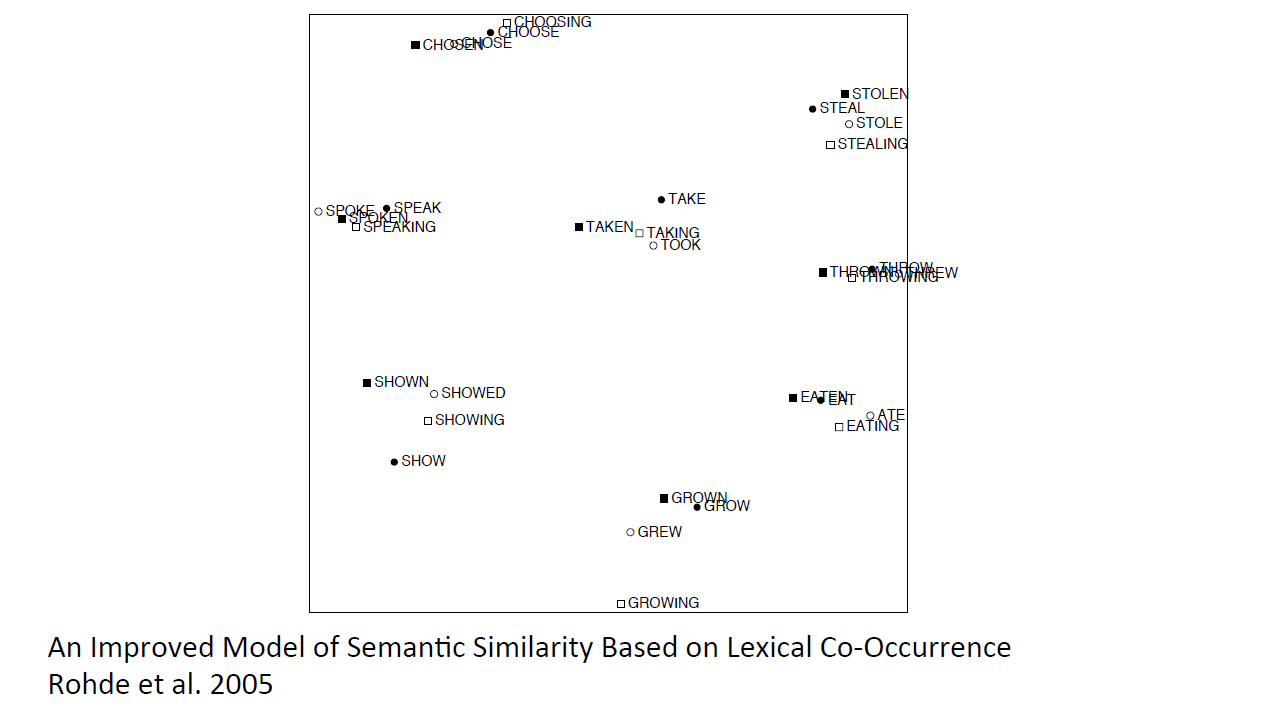 CHOOSING
CHOOSE
CHOSEN
CHOSE
STOLEN
STEAL
STOLE
STEALING
TAKE
SPEAK
SPOKE
SPOKEN
SPEAKING
TAKEN
TAKING
TOOK
THROW
THROWN
THREW
THROWING
SHOWN
SHOWED
SHOWING
SHOW
EATEN
EAT
ATE
EATING
GROWN
GROW
GREW
GROWING
An Improved Model of Semantic Similarity Based on Lexical Co-Occurrence
Rohde et al. 2005